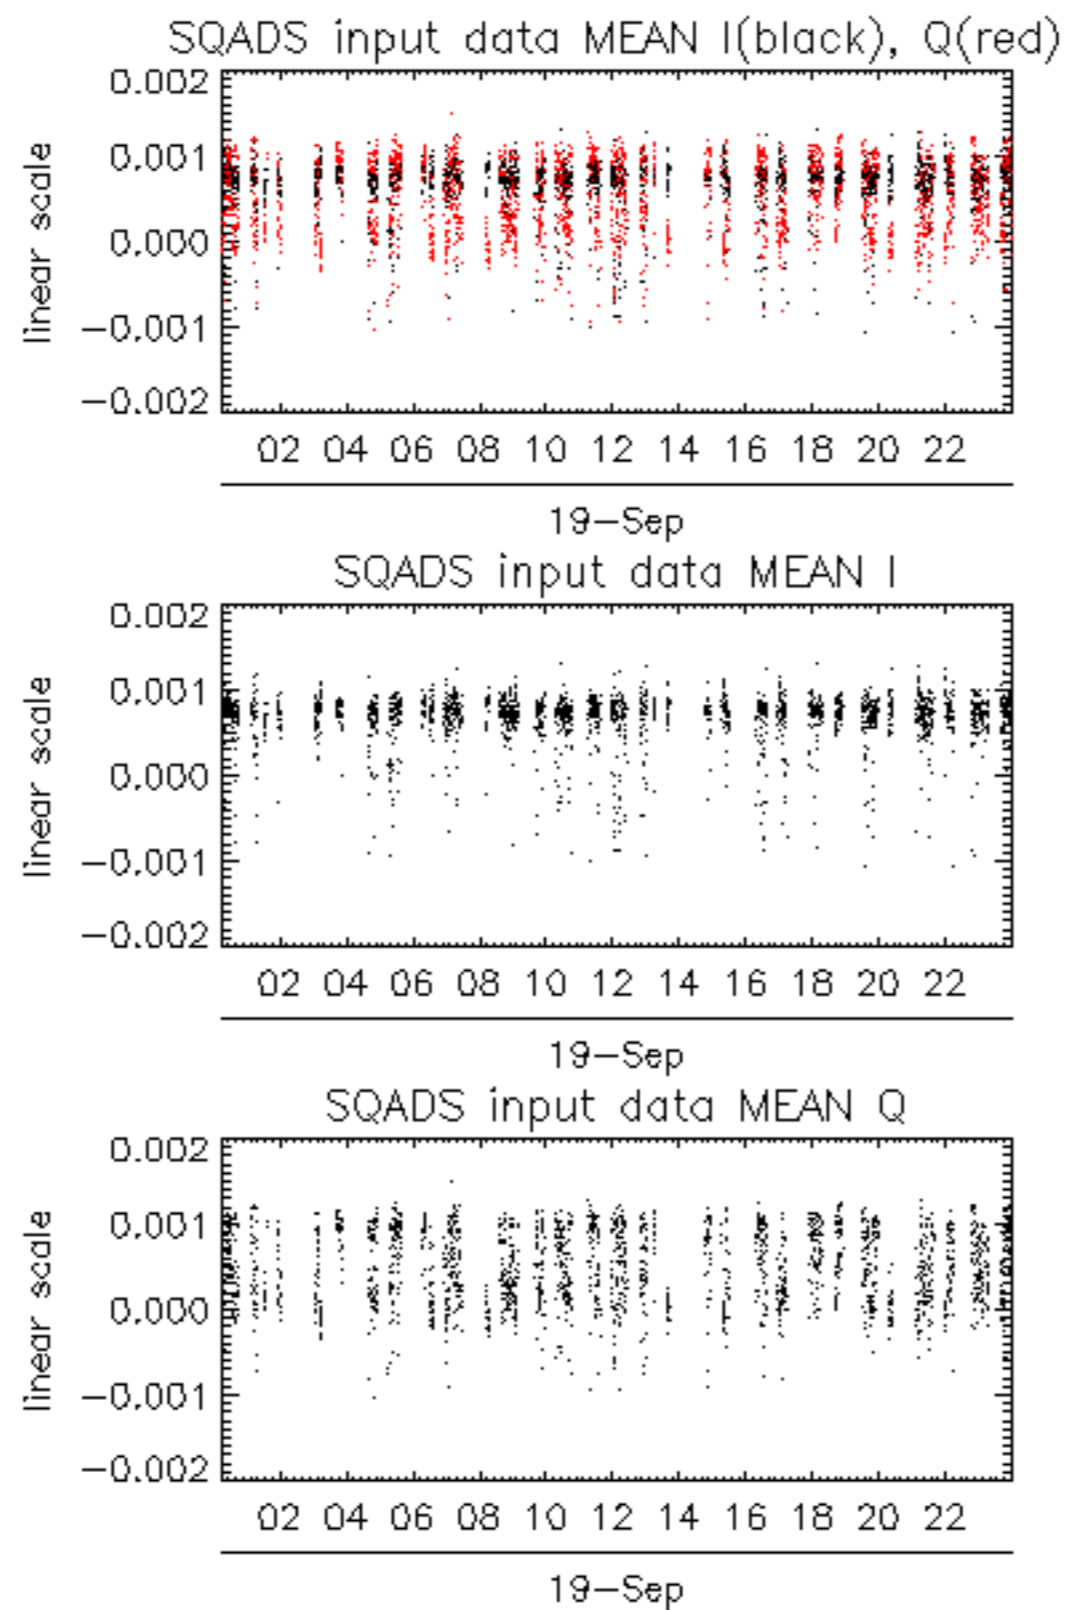 SQADS input data MEAN I(black), Q(red)
0.002
0.001
0.000
−0.001
−0.002
linear scale
02 04 06 08 10 12 14 16 18 20 22
19−Sep
SQADS input data MEAN I
0.002
0.001
0.000
−0.001
−0.002
linear scale
02 04 06 08 10 12 14 16 18 20 22
19−Sep
SQADS input data MEAN Q
0.002
0.001
0.000
−0.001
−0.002
linear scale
02 04 06 08 10 12 14 16 18 20 22
19−Sep